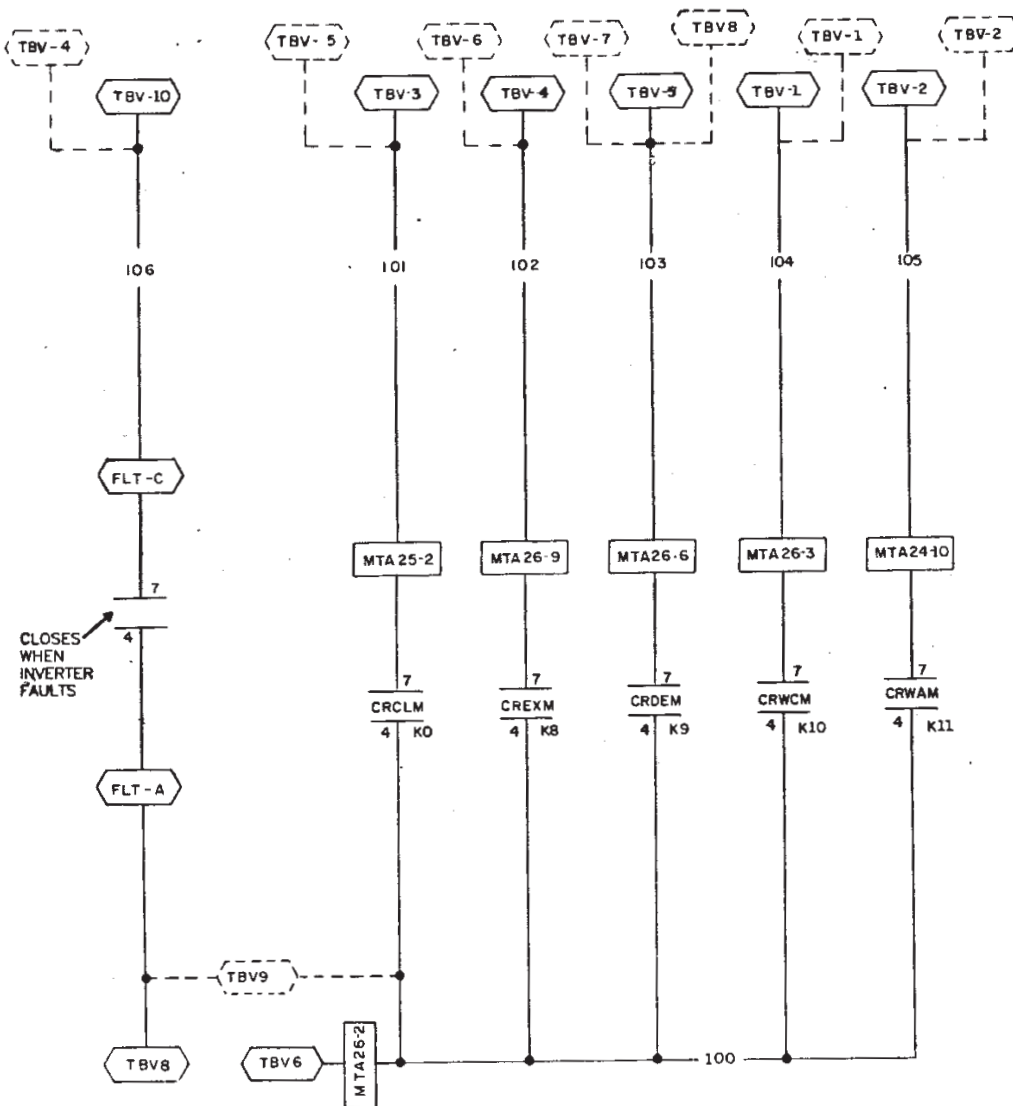 TBV-4
TBV-5
TBV-6
TBV-7
TBV8
TBV-1
TBV-2
TBV-10
TBV-3
TBV-4
TBV-5
TBV-1
TBV-2
106
101
102
103
104
105
FLT-C
MTA25-2
MTA26-9
MTA26-6
MTA26-3
MTA24-10
7
4
CLOSES
WHEN
INVERTER
FAULTS
7
7
7
7
7
CRCLM
CREXM
CRDEM
CRWCM
CRWAM
4 K0
4 K8
4 K9
4 K10
4 K11
FLT-A
TBV9
TBV8
TBV6
MTA26-2
100